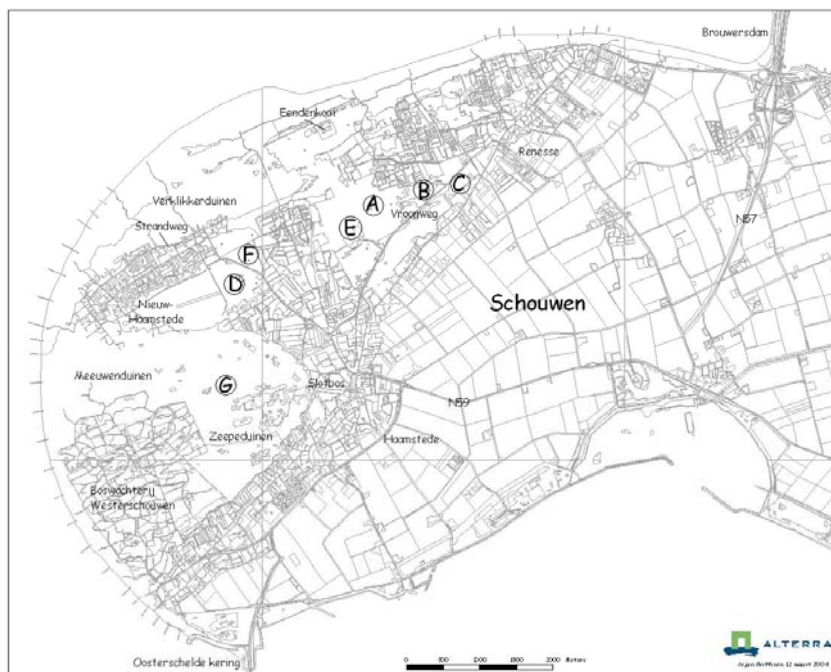 Brouwersdam
Eendenkooi
Renesse
C
B
Verklikkerduinen
A
Vroonweg
N57
Strandweg
E
F
D
Nieuw-
Haamstede
Schouwen
Meeuwenduinen
G
Slotbos
N59
Zeepeduinen
Haamstede
Boswachterij
Westerschouwen
ALTERRA
Oosterschelde kering